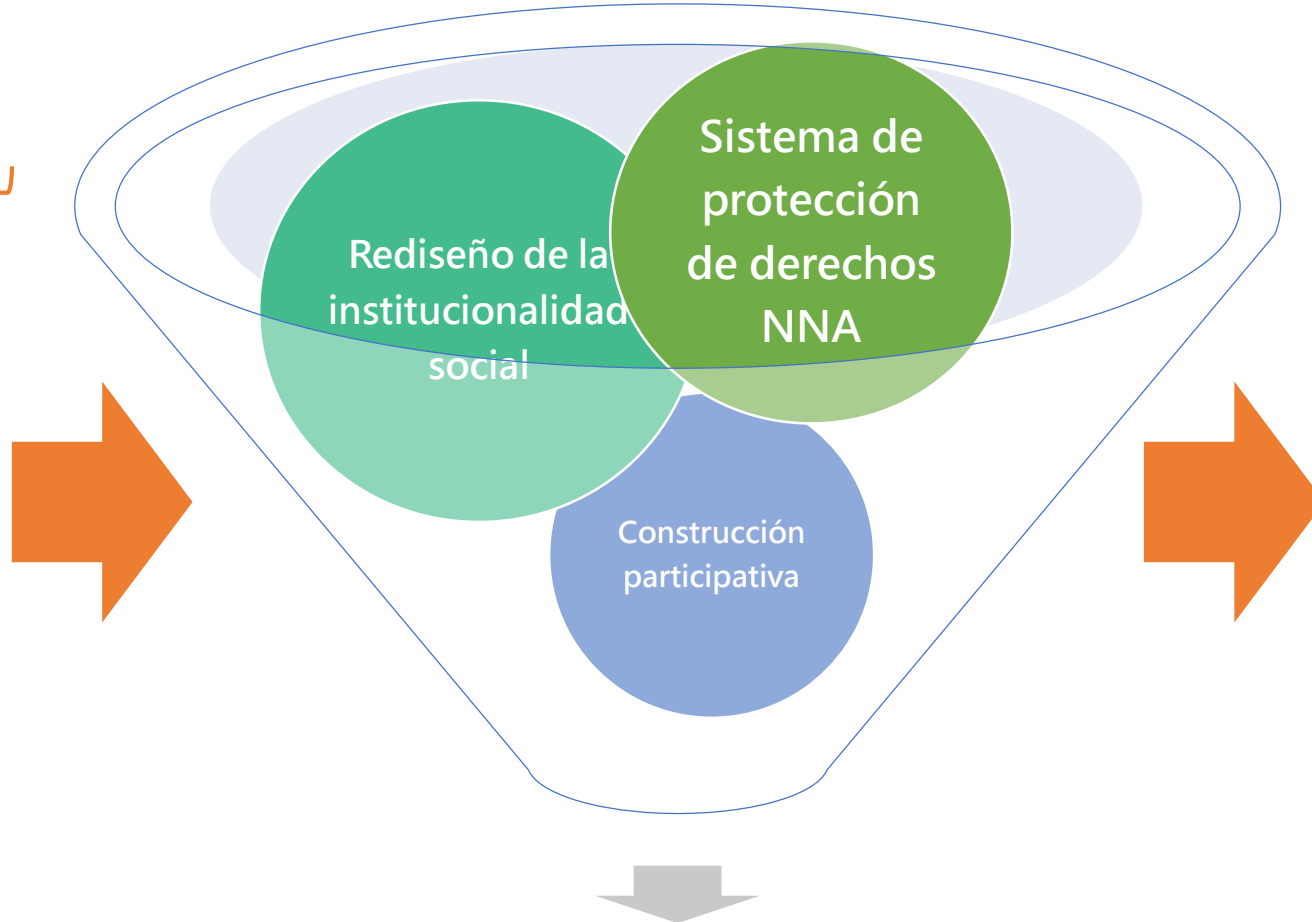 Sistema de
protección
de derechos
NNA
Rediseño de la
institucionalidad
social
Construcción
participativa